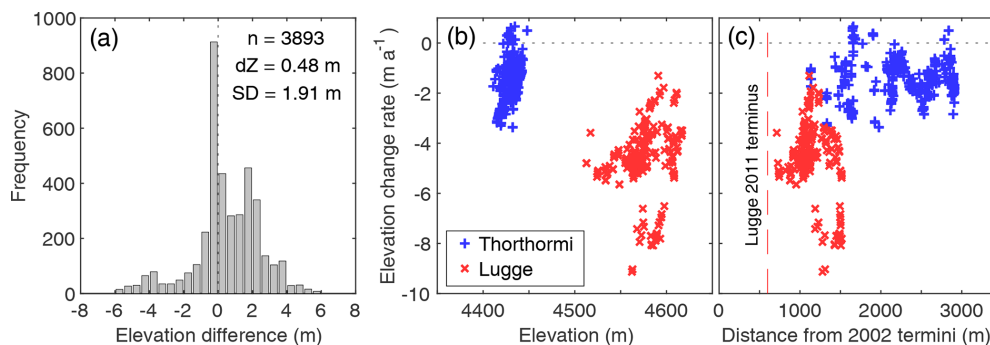 (a)
n = 3893
dZ = 0.48 m
SD = 1.91 m
Frequency
1000
800
600
400
200
0
-8 -6 -4 -2 0 2 4 6 8
Elevation difference (m)
(b)
Elevation change rate (m a⁻¹)
0
-2
-4
-6
-8
-10
Thorthormi
Lugge
4400 4500 4600
Elevation (m)
(c)
Lugge 2011 terminus
0 1000 2000 3000
Distance from 2002 termini (m)